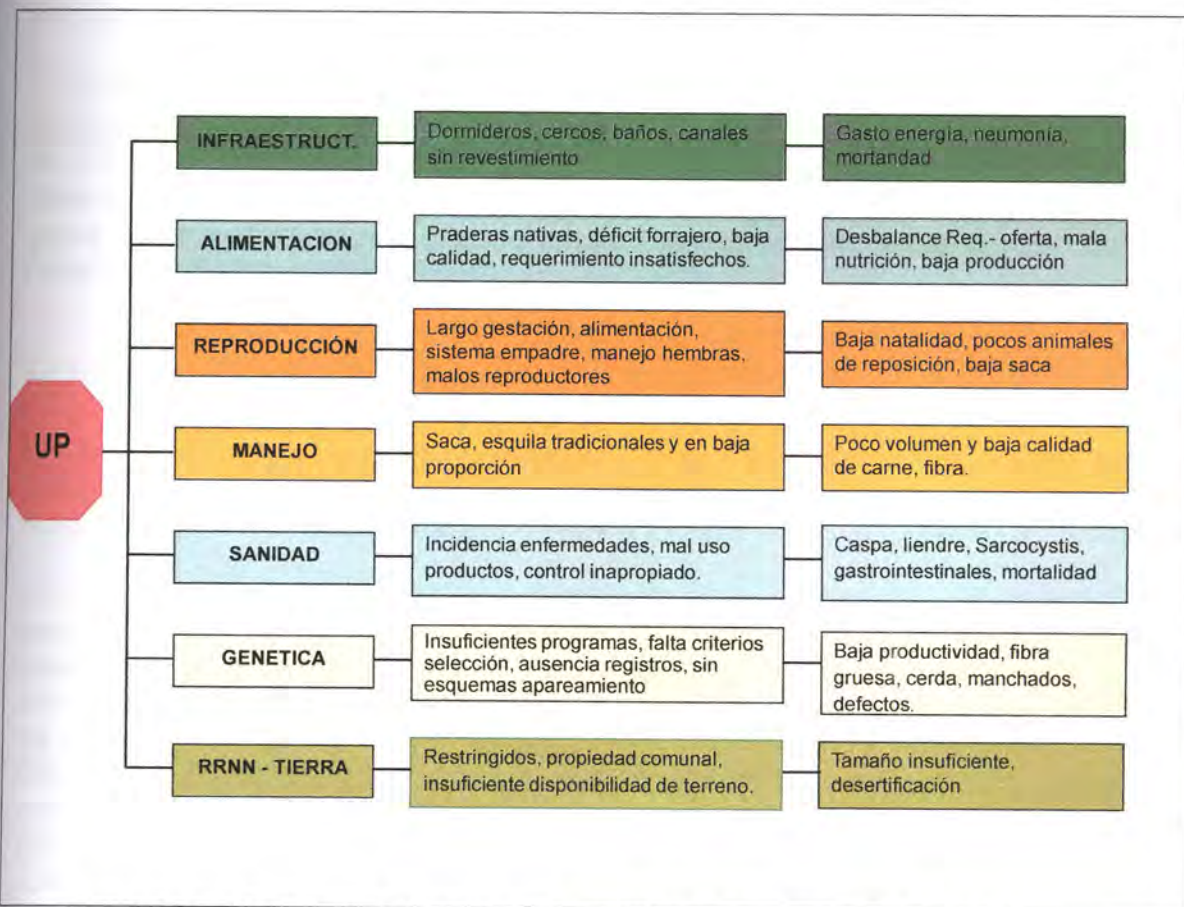 UP
INFRAESTRUCT.
Dormideros, cercos, baños, canales
sin revestimiento
Gasto energía, neumonía,
mortandad
ALIMENTACION
Praderas nativas, déficit forrajero, baja
calidad, requerimiento insatisfechos.
Desbalance Req.- oferta, mala
nutrición, baja producción
REPRODUCCIÓN
Largo gestación, alimentación,
sistema empadre, manejo hembras,
malos reproductores
Baja natalidad, pocos animales
de reposición, baja saca
MANEJO
Saca, esquila tradicionales y en baja
proporción
Poco volumen y baja calidad
de carne, fibra.
SANIDAD
Incidencia enfermedades, mal uso
productos, control inapropiado.
Caspa, liendre, Sarcocystis,
gastrointestinales, mortalidad
GENETICA
Insuficientes programas, falta criterios
selección, ausencia registros, sin
esquemas apareamiento
Baja productividad, fibra
gruesa, cerda, manchados,
defectos.
RRNN - TIERRA
Restringidos, propiedad comunal,
insuficiente disponibilidad de terreno.
Tamaño insuficiente,
desertificación